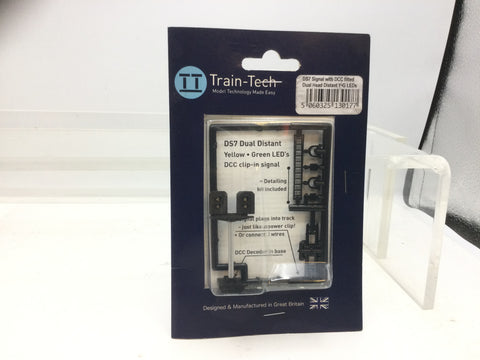 TT
Train-Tech
Model Technology Made Easy
DS7 Signal with DCC fitted
Dual Head Distant Y•G LEDs
5 060325 130177
DS7 Dual Distant
Yellow • Green LED's
DCC clip-in signal
– Detailing
kit included
plugs into track
– just like a power clip!
• Or connect wires
DCC Decoder in base
Designed & Manufactured in Great Britain